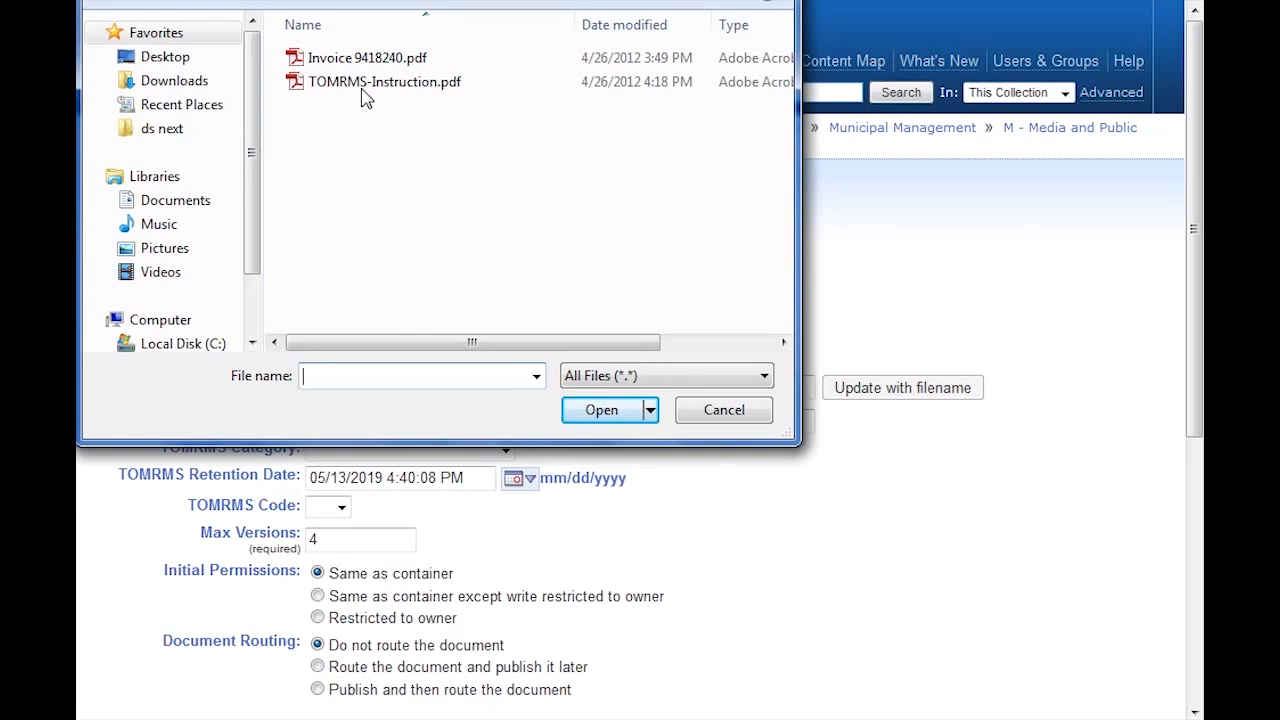 Name Date modified Type
Favorites
Desktop
Downloads
Recent Places
ds next
Libraries
Documents
Music
Pictures
Videos
Computer
Local Disk (C:)
Invoice 9418240.pdf 4/26/2012 3:49 PM Adobe Acrob
TOMRMS-Instruction.pdf 4/26/2012 4:18 PM Adobe Acrob
File name: All Files (*.*)
Open Cancel
Content Map What's New Users & Groups Help
Search In: This Collection Advanced
» Municipal Management » M - Media and Public
Update with filename
TOMRMS Category:
TOMRMS Retention Date: 05/13/2019 4:40:08 PM mm/dd/yyyy
TOMRMS Code:
Max Versions: 4
(required)
Initial Permissions: Same as container
Same as container except write restricted to owner
Restricted to owner
Document Routing: Do not route the document
Route the document and publish it later
Publish and then route the document